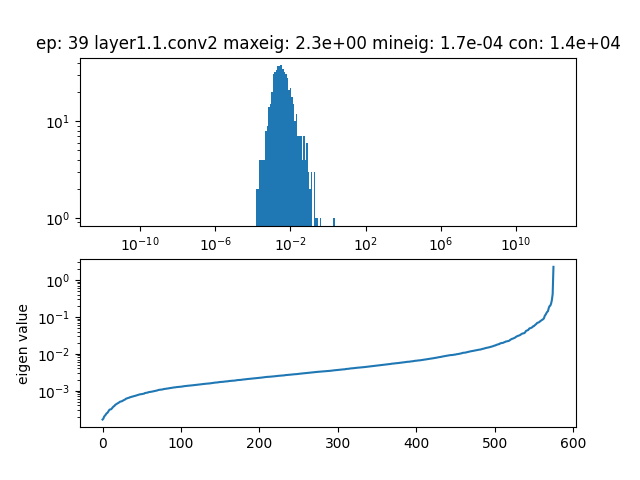 ep: 39 layer1.1.conv2 maxeig: 2.3e+00 mineig: 1.7e-04 con: 1.4e+04
10¹
10⁰
10⁻¹⁰ 10⁻⁶ 10⁻² 10² 10⁶ 10¹⁰
eigen value
10⁰
10⁻¹
10⁻²
10⁻³
0 100 200 300 400 500 600